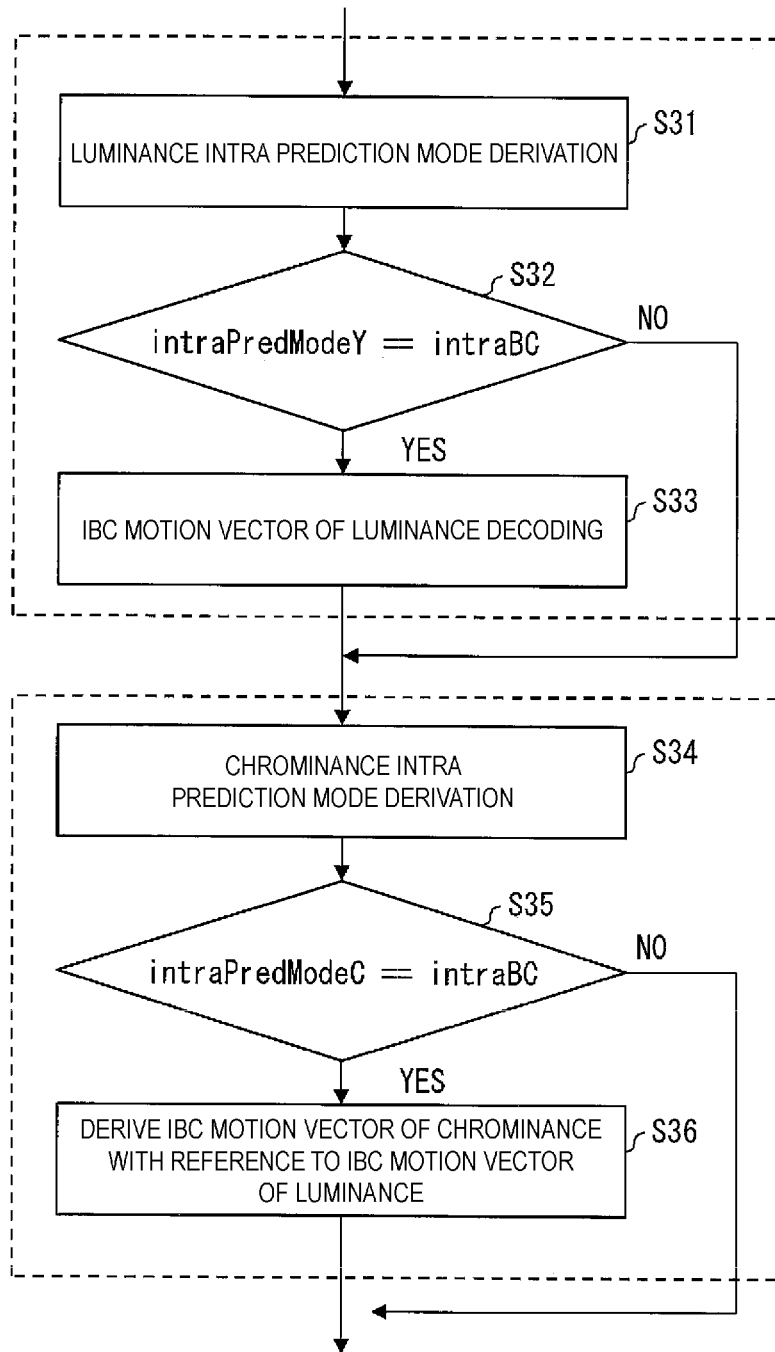 S31
LUMINANCE INTRA PREDICTION MODE DERIVATION
S32
NO
intraPredModeY == intraBC
YES
S33
IBC MOTION VECTOR OF LUMINANCE DECODING
S34
CHROMINANCE INTRA
PREDICTION MODE DERIVATION
S35
NO
intraPredModeC == intraBC
YES
DERIVE IBC MOTION VECTOR OF CHROMINANCE
WITH REFERENCE TO IBC MOTION VECTOR
OF LUMINANCE
S36